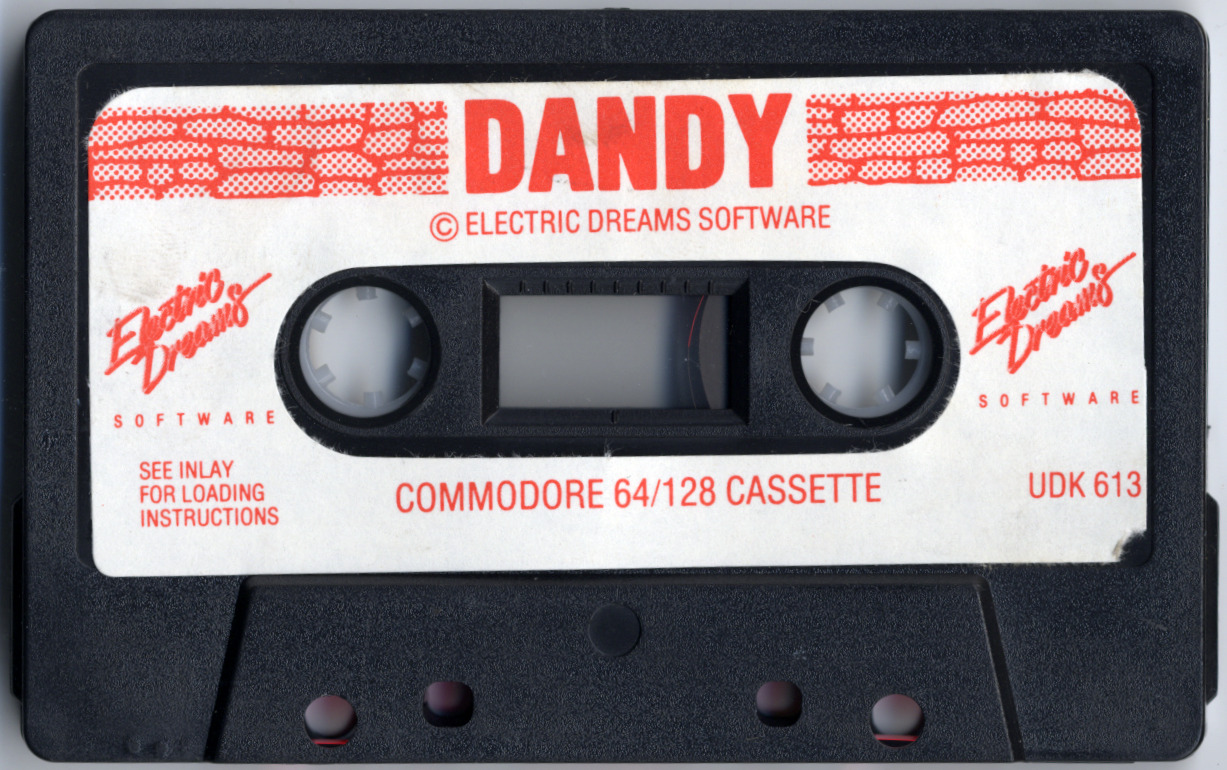 DANDY
© ELECTRIC DREAMS SOFTWARE
Electric
Dreams
SOFTWARE
Electric
Dreams
SOFTWARE
SEE INLAY
FOR LOADING
INSTRUCTIONS
COMMODORE 64/128 CASSETTE
UDK 613